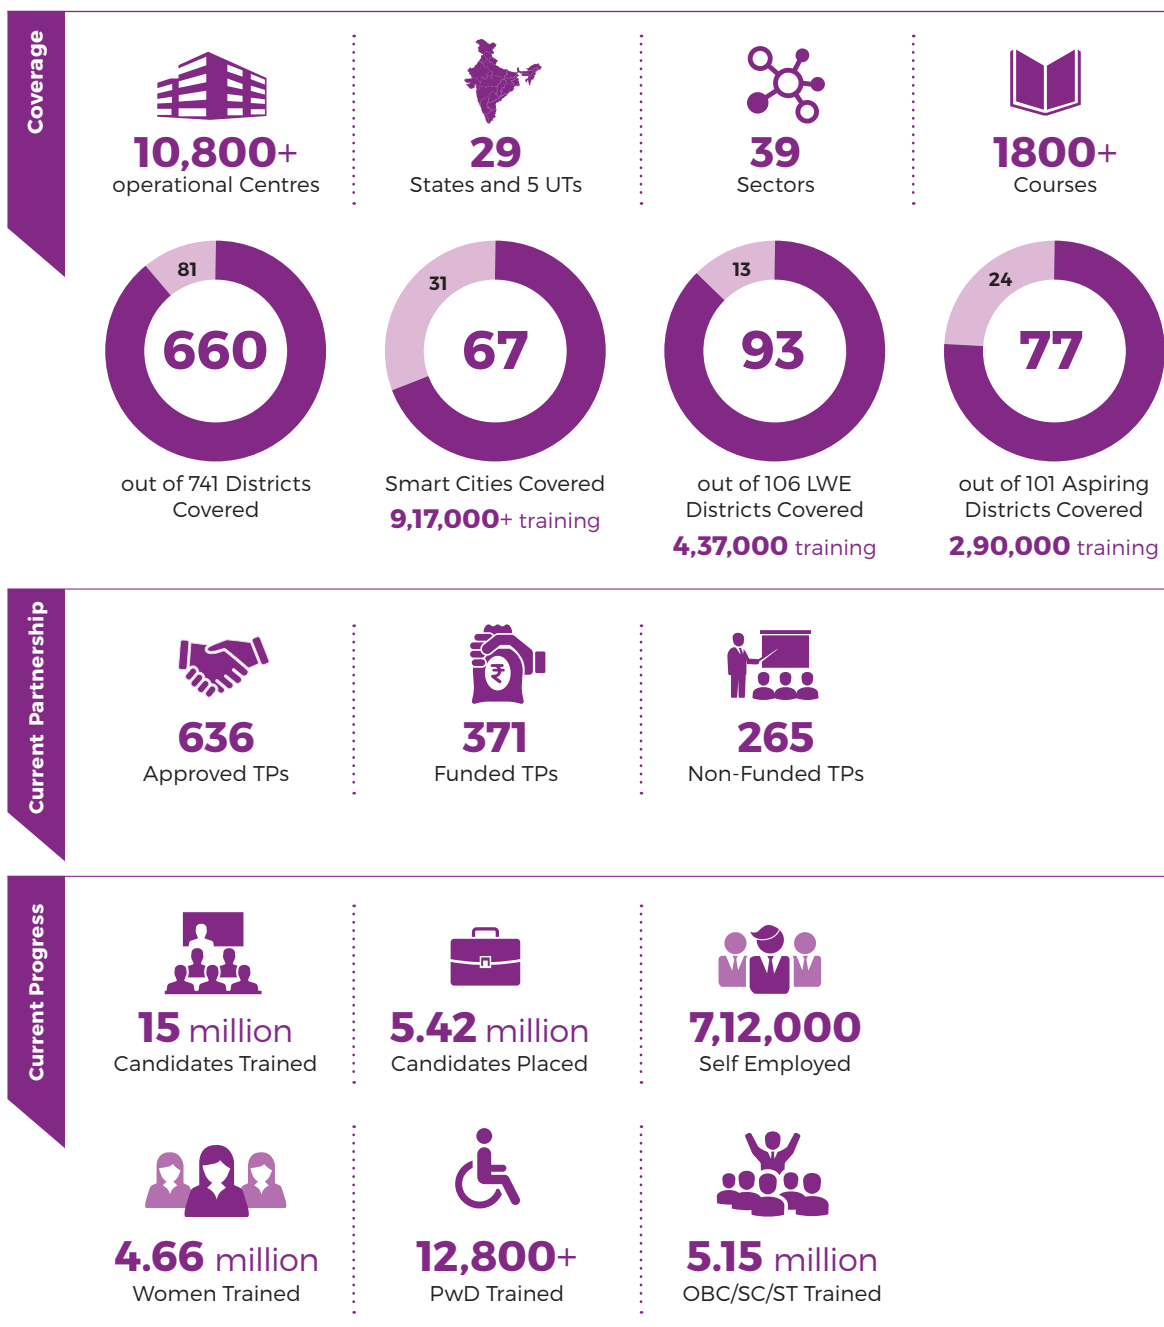 Coverage
10,800+
operational Centres
29
States and 5 UTs
39
Sectors
1800+
Courses
81
660
out of 741 Districts
Covered
31
67
Smart Cities Covered
9,17,000+ training
13
93
out of 106 LWE
Districts Covered
4,37,000 training
24
77
out of 101 Aspiring
Districts Covered
2,90,000 training
Current Partnership
636
Approved TPs
₹
371
Funded TPs
265
Non-Funded TPs
Current Progress
15 million
Candidates Trained
5.42 million
Candidates Placed
7,12,000
Self Employed
4.66 million
Women Trained
12,800+
PwD Trained
5.15 million
OBC/SC/ST Trained